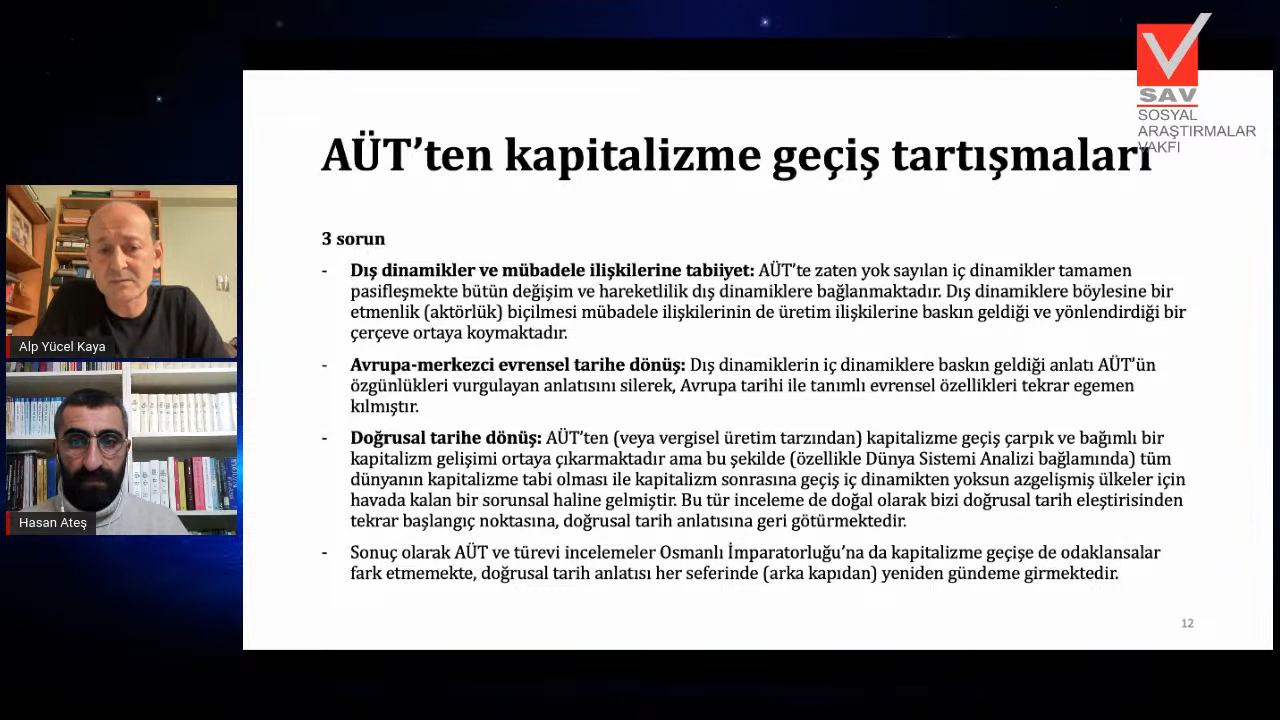 SAV
SOSYAL
ARAŞTIRMALAR
VAKFI
AÜT’ten kapitalizme geçiş tartışmaları
3 sorun
- Dış dinamikler ve mübadele ilişkilerine tabiiyet: AÜT’te zaten yok sayılan iç dinamikler tamamen
pasifleşmekte bütün değişim ve hareketlilik dış dinamiklere bağlanmaktadır. Dış dinamiklere böylesine bir
etmenlik (aktörlük) biçilmesi mübadele ilişkilerinin de üretim ilişkilerine baskın geldiği ve yönlendirdiği bir
çerçeve ortaya koymaktadır.
- Avrupa-merkezci evrensel tarihe dönüş: Dış dinamiklerin iç dinamiklere baskın geldiği anlatı AÜT’ün
özgünlükleri vurgulayan anlatısını silerek, Avrupa tarihi ile tanımlı evrensel özellikleri tekrar egemen
kılmıştır.
- Doğrusal tarihe dönüş: AÜT’ten (veya vergisel üretim tarzından) kapitalizme geçiş çarpık ve bağımlı bir
kapitalizm gelişimi ortaya çıkarmaktadır ama bu şekilde (özellikle Dünya Sistemi Analizi bağlamında) tüm
dünyanın kapitalizme tabi olması ile kapitalizm sonrasına geçiş iç dinamikten yoksun azgelişmiş ülkeler için
havada kalan bir sorunsal haline gelmiştir. Bu tür inceleme de doğal olarak bizi doğrusal tarih eleştirisinden
tekrar başlangıç noktasına, doğrusal tarih anlatısına geri götürmektedir.
- Sonuç olarak AÜT ve türevi incelemeler Osmanlı İmparatorluğu’na da kapitalizme geçişe de odaklansalar
fark etmemekte, doğrusal tarih anlatısı her seferinde (arka kapıdan) yeniden gündeme girmektedir.
12
Alp Yücel Kaya
Hasan Ateş